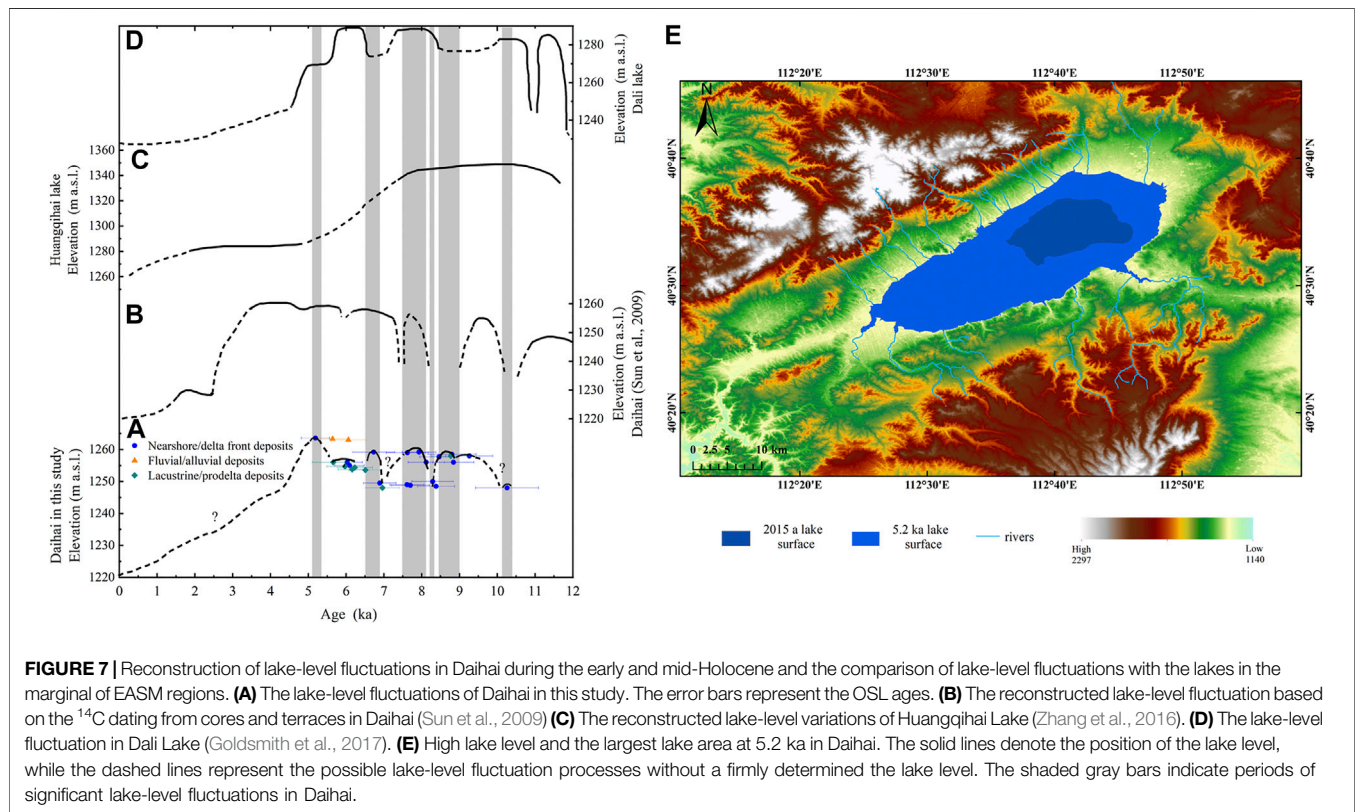 D
1280
1260
1240
Elevation (m a.s.l.)
Dali lake
1360
1340
1320
1300
1280
1260
Huangqihai lake
Elevation (m a.s.l.)
C
B
1260
1250
1240
1230
1220
Elevation (m a.s.l.)
Daihai (Sun et al., 2009)
A
Nearshore/delta front deposits
Fluvial/alluvial deposits
Lacustrine/prodelta deposits
1260
1250
1240
1230
1220
Daihai in this study
Elevation (m a.s.l.)
?
?
?
0 1 2 3 4 5 6 7 8 9 10 11 12
Age (ka)
E
112°20'E 112°30'E 112°40'E 112°50'E
N
40°40'N
40°30'N
40°20'N
40°40'N
40°30'N
40°20'N
0 2.5 5 10 km
112°20'E 112°30'E 112°40'E 112°50'E
2015 a lake
surface
5.2 ka lake
surface
rivers
High
2297
Low
1140
FIGURE 7 | Reconstruction of lake-level fluctuations in Daihai during the early and mid-Holocene and the comparison of lake-level fluctuations with the lakes in the
marginal of EASM regions. (A) The lake-level fluctuations of Daihai in this study. The error bars represent the OSL ages. (B) The reconstructed lake-level fluctuation based
on the ¹⁴C dating from cores and terraces in Daihai (Sun et al., 2009) (C) The reconstructed lake-level variations of Huangqihai Lake (Zhang et al., 2016). (D) The lake-level
fluctuation in Dali Lake (Goldsmith et al., 2017). (E) High lake level and the largest lake area at 5.2 ka in Daihai. The solid lines denote the position of the lake level,
while the dashed lines represent the possible lake-level fluctuation processes without a firmly determined the lake level. The shaded gray bars indicate periods of
significant lake-level fluctuations in Daihai.